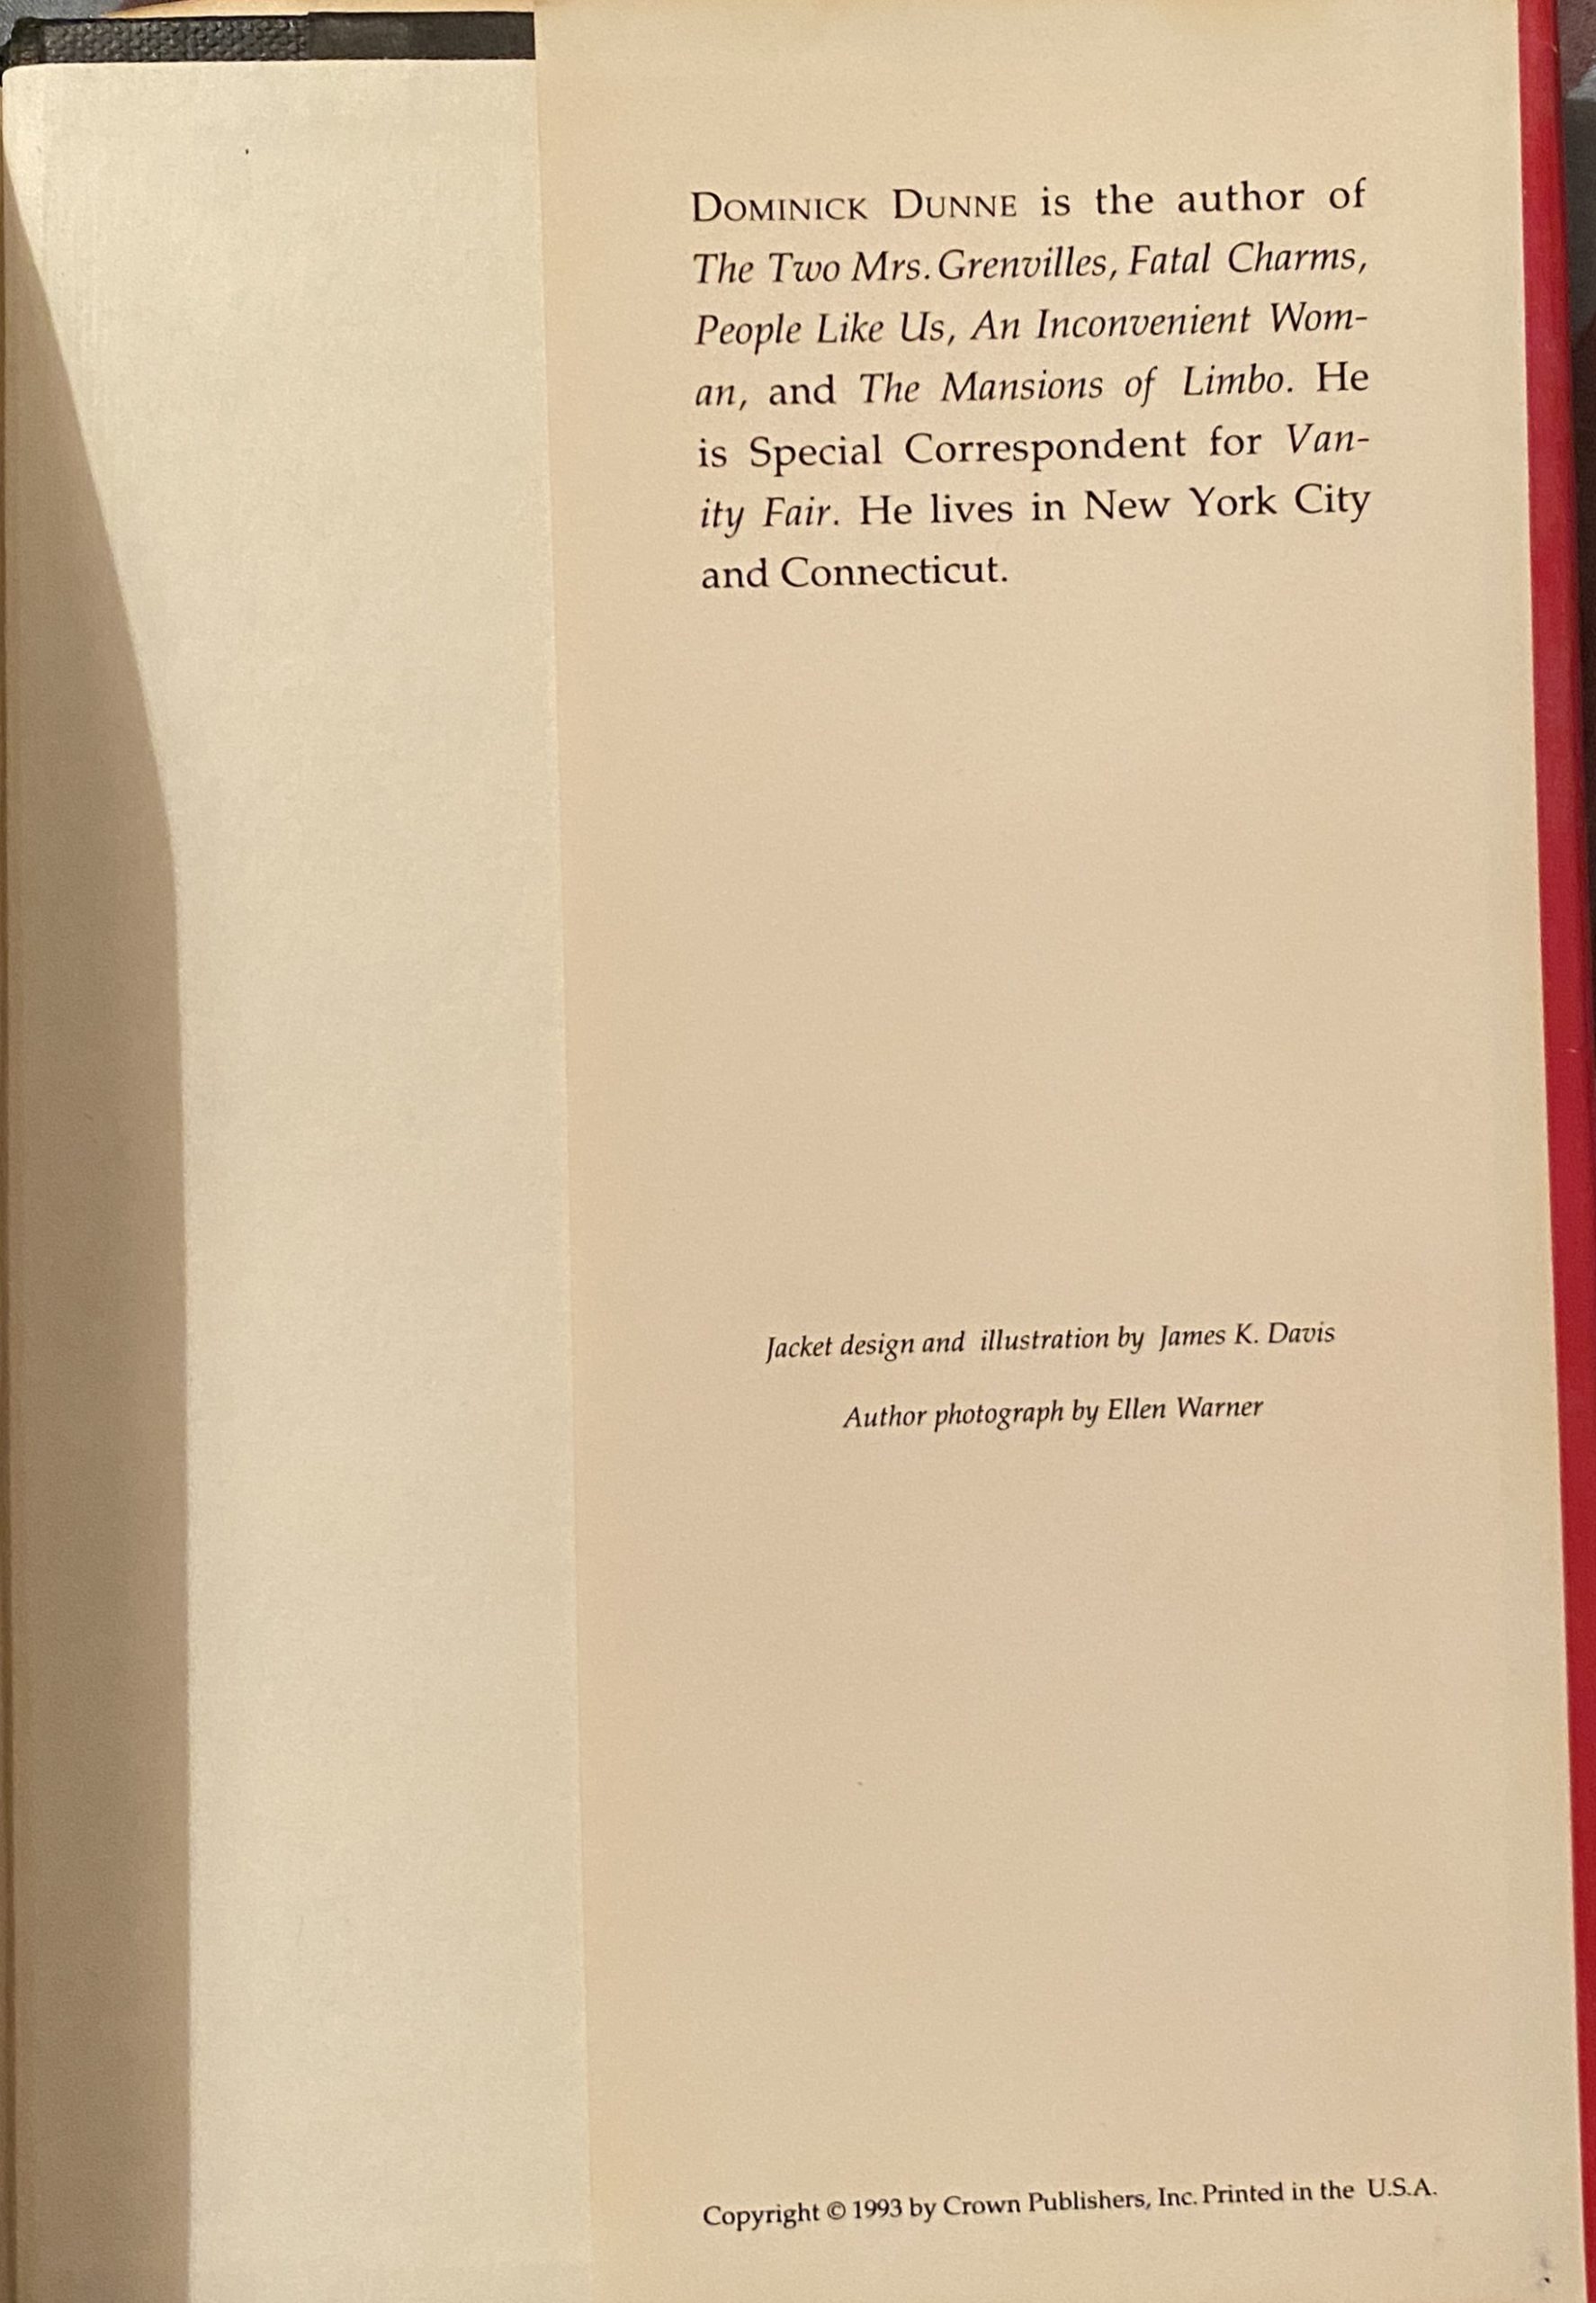 DOMINICK DUNNE is the author of
The Two Mrs. Grenvilles, Fatal Charms,
People Like Us, An Inconvenient Wom-
an, and The Mansions of Limbo. He
is Special Correspondent for Van-
ity Fair. He lives in New York City
and Connecticut.
Jacket design and illustration by James K. Davis
Author photograph by Ellen Warner
Copyright © 1993 by Crown Publishers, Inc. Printed in the U.S.A.